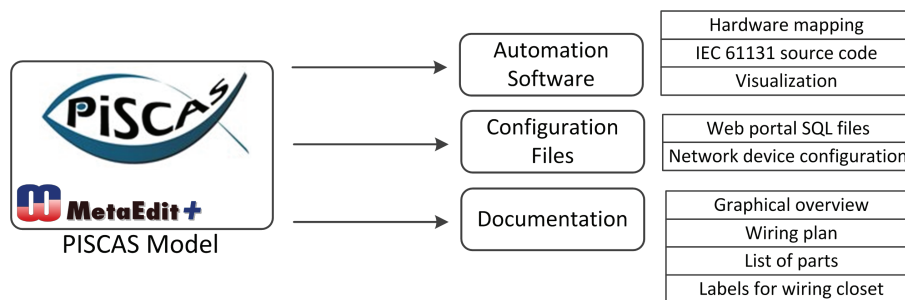 PiSCAS
MetaEdit+
PISCAS Model
Automation
Software
Hardware mapping
IEC 61131 source code
Visualization
Configuration
Files
Web portal SQL files
Network device configuration
Documentation
Graphical overview
Wiring plan
List of parts
Labels for wiring closet